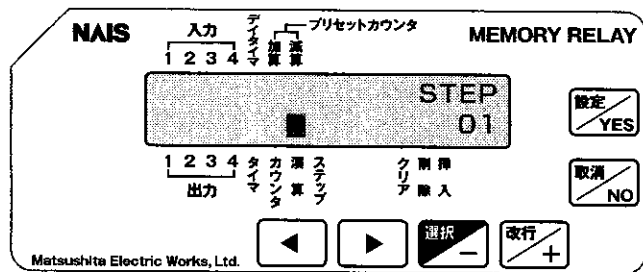 NAiS
MEMORY RELAY
入力
1 2 3 4
デイタイマ
加算
減算
プリセットカウンタ
STEP
01
1 2 3 4
出力
タイマ
カウンタ
演算
ステップ
クリア
削除
挿入
設定/YES
取消/NO
選択/−
改行/+
◀
▶
Matsushita Electric Works, Ltd.